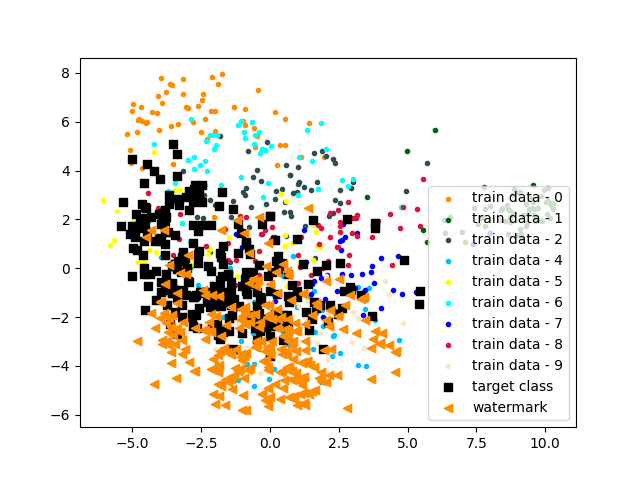 8
6
4
2
0
−2
−4
−6
−5.0 −2.5 0.0 2.5 5.0 7.5 10.0
train data - 0
train data - 1
train data - 2
train data - 4
train data - 5
train data - 6
train data - 7
train data - 8
train data - 9
target class
watermark